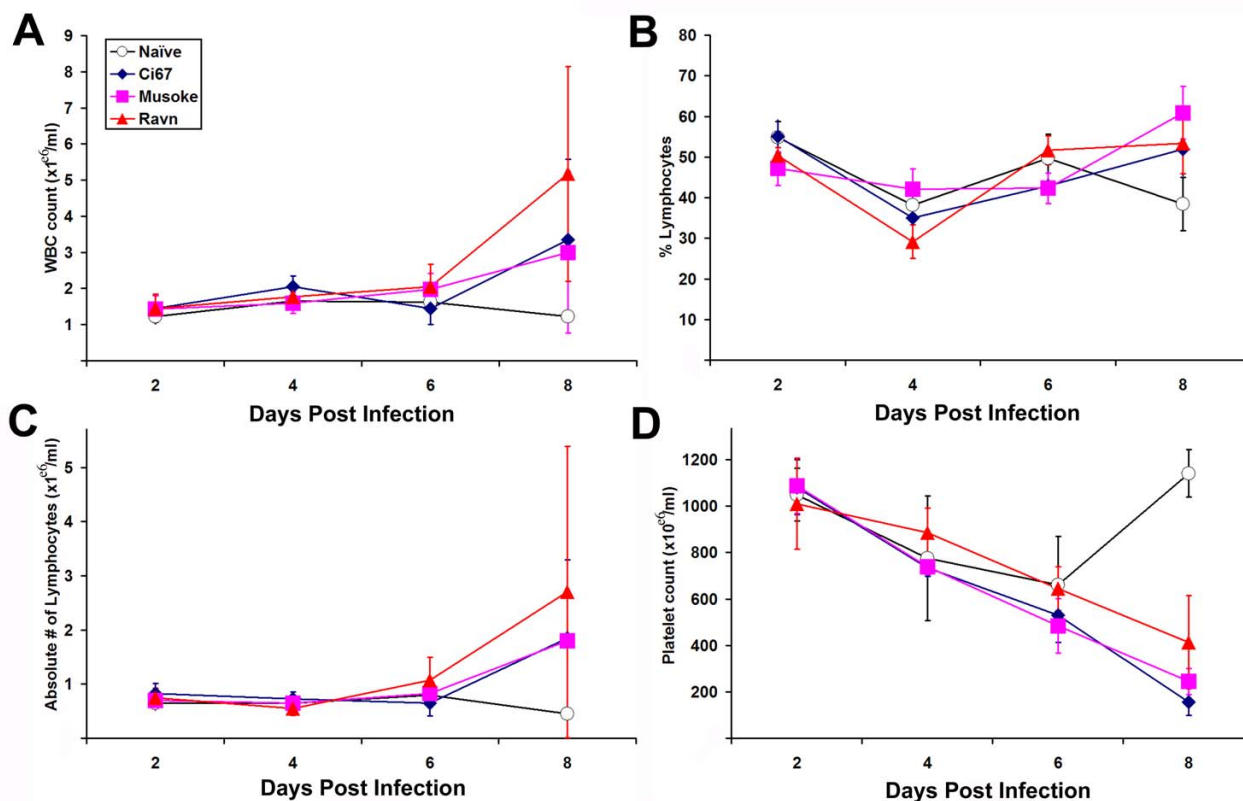 A
B
9
8
7
6
5
4
3
2
1
WBC count (x1e6/ml)
Naïve
Ci67
Musoke
Ravn
2 4 6 8
Days Post Infection
80
70
60
50
40
30
20
10
% Lymphocytes
2 4 6 8
Days Post Infection
C
D
5
3
2
1
Absolute # of Lymphocytes (x1e6/ml)
2 4 6 8
Days Post Infection
1200
1000
800
600
400
200
Platelet count (x10e6/ml)
2 4 6 8
Days Post Infection